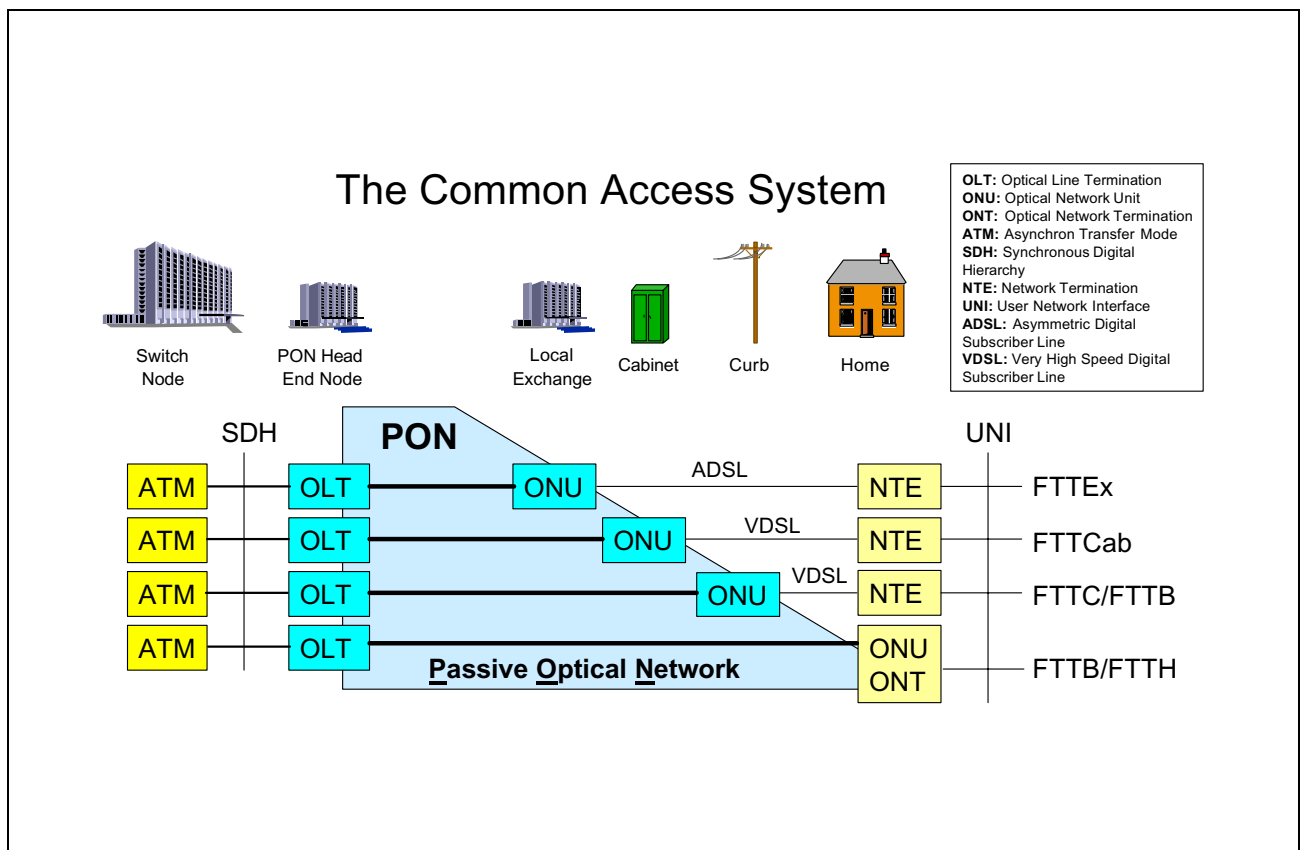 The Common Access System
OLT: Optical Line Termination
ONU: Optical Network Unit
ONT: Optical Network Termination
ATM: Asynchron Transfer Mode
SDH: Synchronous Digital
Hierarchy
NTE: Network Termination
UNI: User Network Interface
ADSL: Asymmetric Digital
Subscriber Line
VDSL: Very High Speed Digital
Subscriber Line
Switch
Node
PON Head
End Node
Local
Exchange
Cabinet
Curb
Home
SDH
PON
UNI
ATM OLT ONU ADSL NTE FTTEx
ATM OLT ONU VDSL NTE FTTCab
ATM OLT ONU VDSL NTE FTTC/FTTB
ATM OLT ONU
ONT
FTTB/FTTH
Passive Optical Network